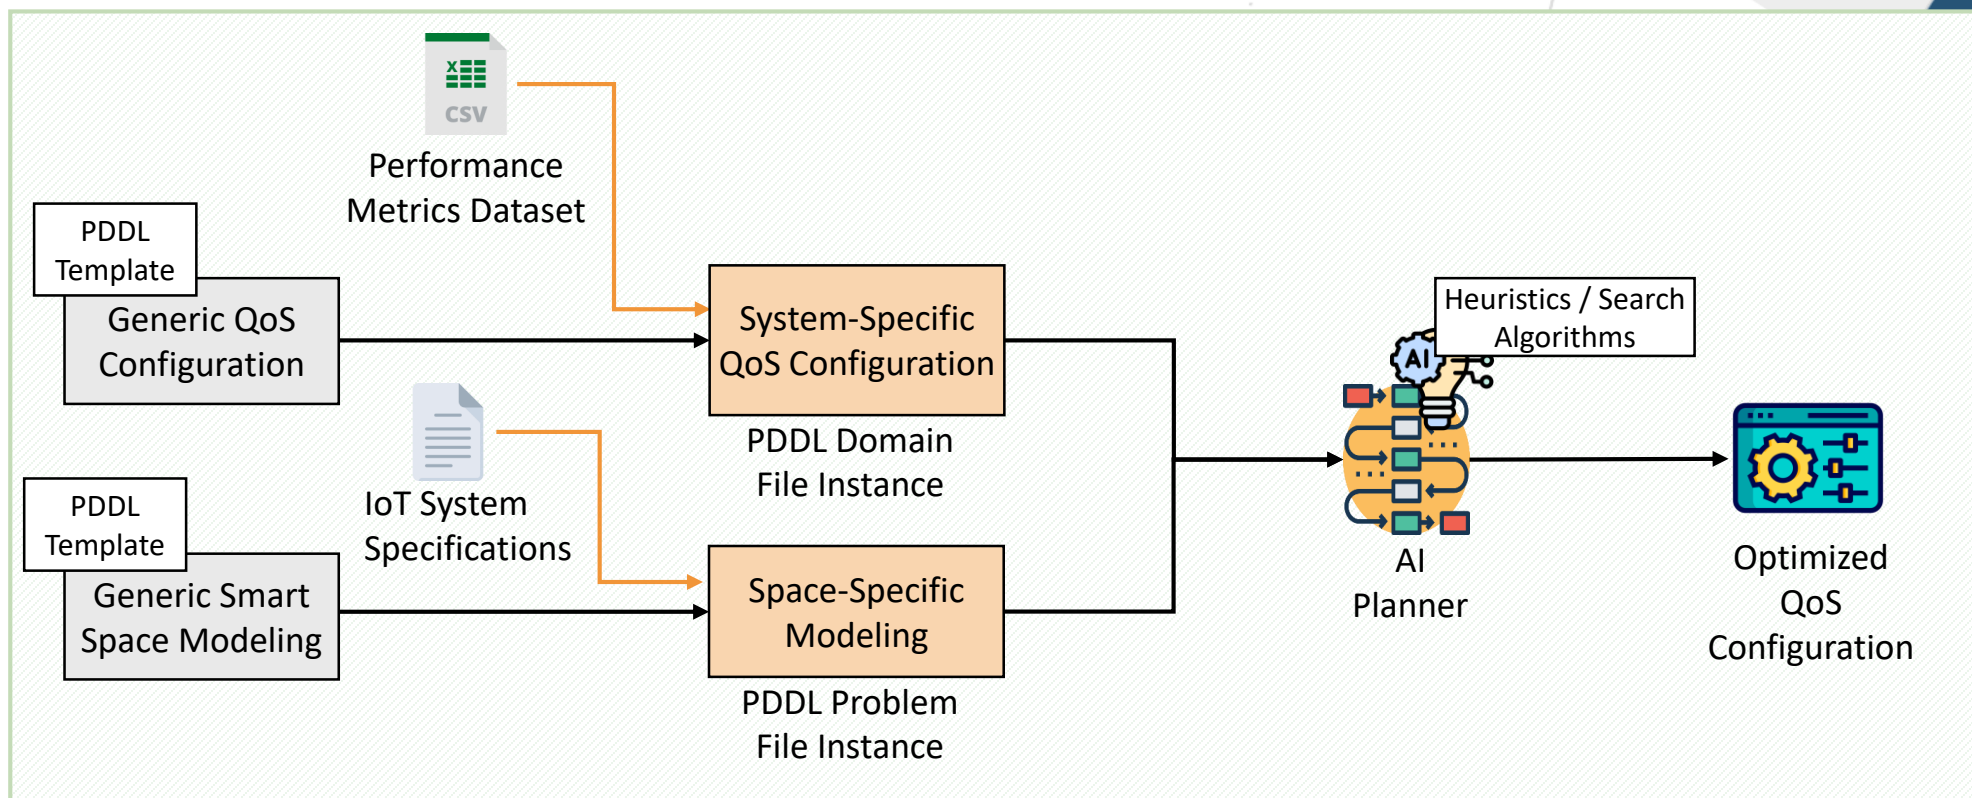 X
CSV
Performance
Metrics Dataset
PDDL
Template
Generic QoS
Configuration
System-Specific
QoS Configuration
PDDL Domain
File Instance
IoT System
Specifications
PDDL
Template
Generic Smart
Space Modeling
Space-Specific
Modeling
PDDL Problem
File Instance
Heuristics / Search
Algorithms
AI
AI
Planner
Optimized
QoS
Configuration